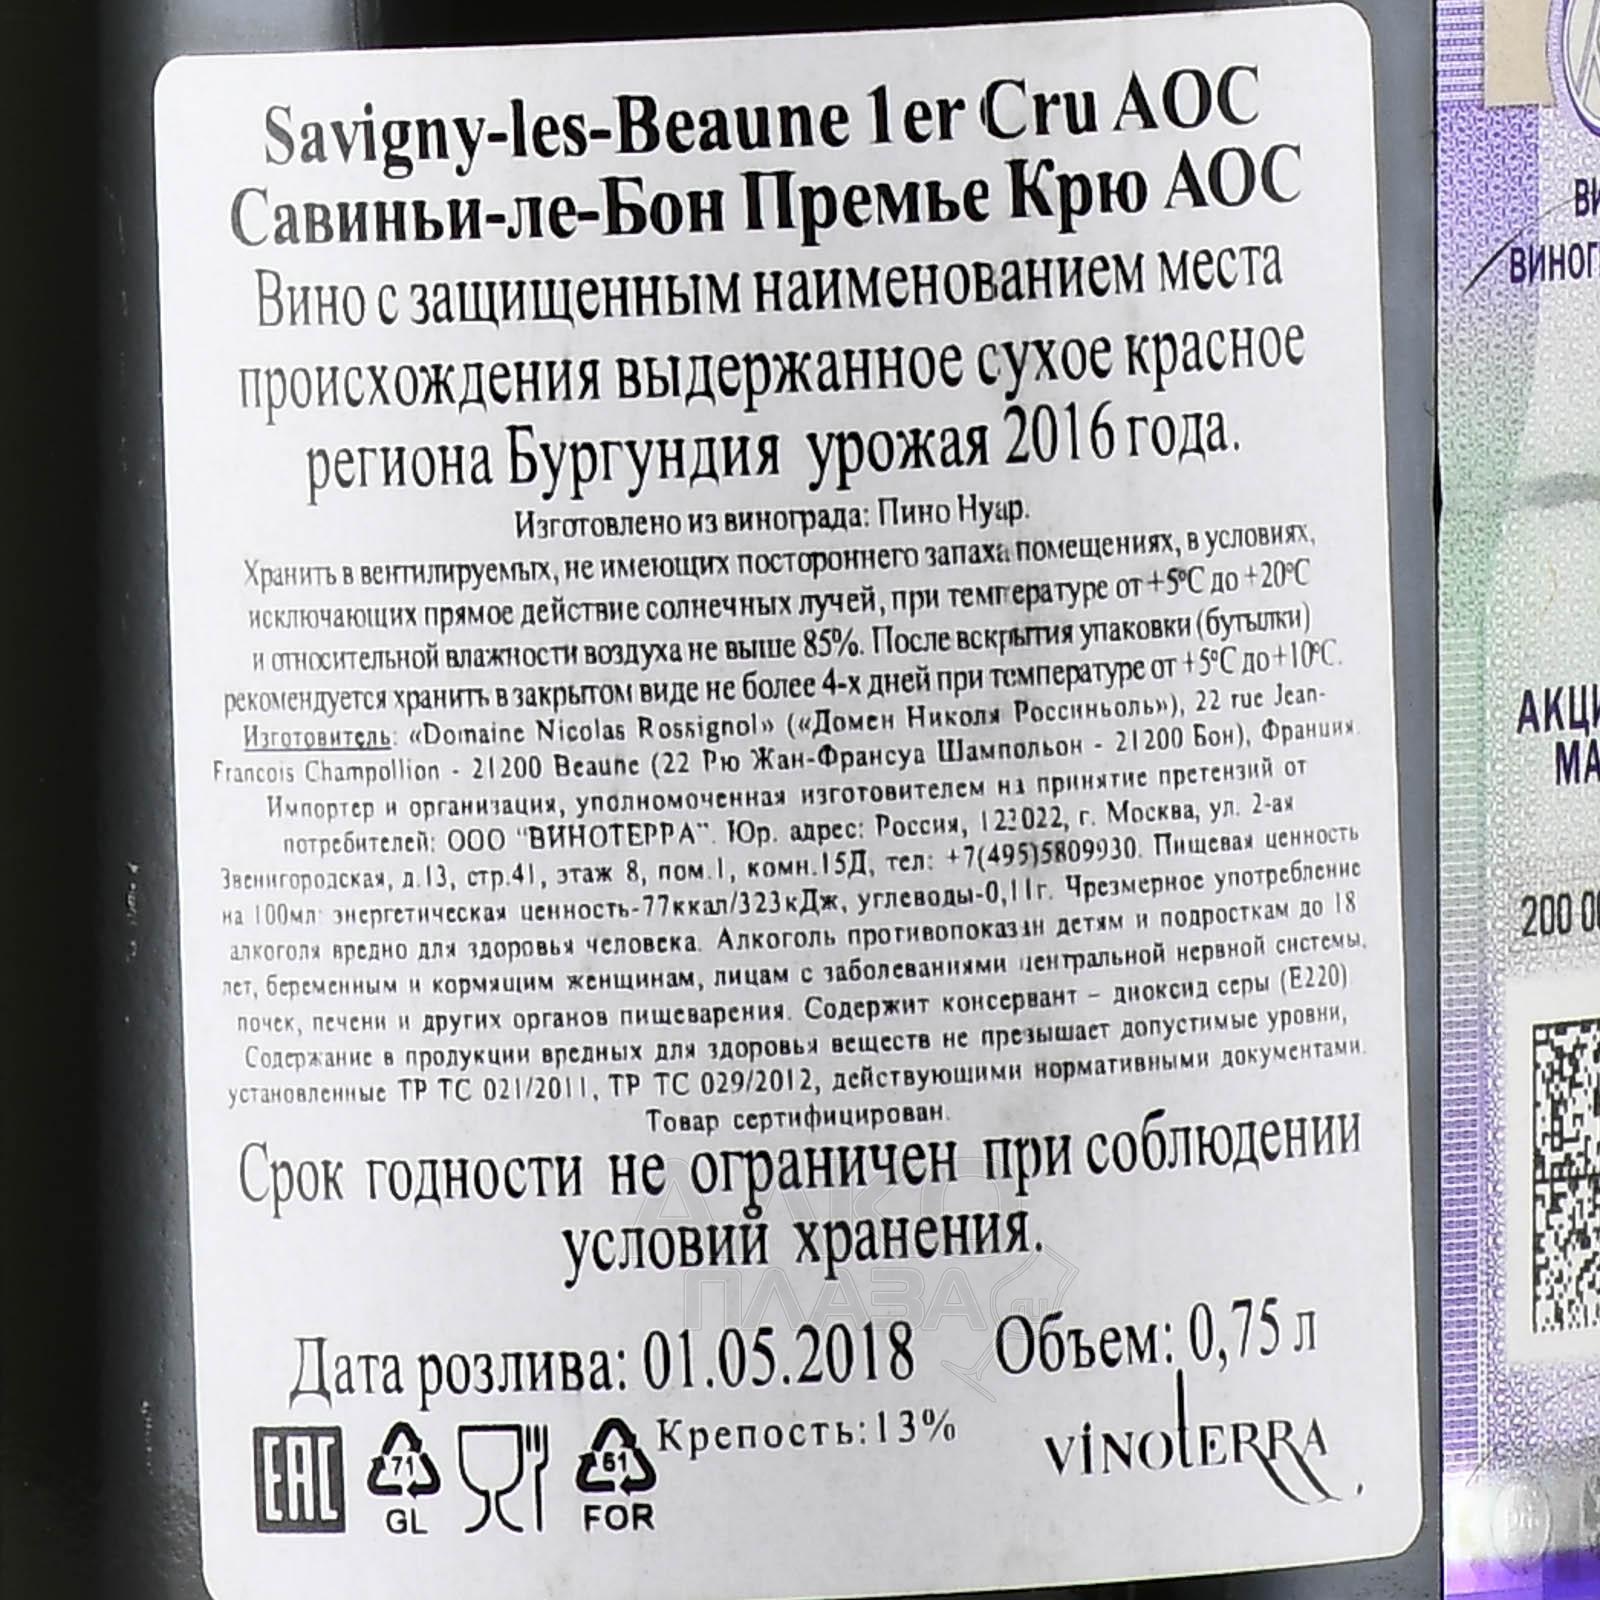 Savigny-les-Beaune 1er Cru AOC
Савиньи-ле-Бон Премье Крю АОС
Вино с защищенным наименованием места
происхождения выдержанное сухое красное
региона Бургундия урожая 2016 года.
Изготовлено из винограда: Пино Нуар.
Хранить в вентилируемых, не имеющих постороннего запаха помещениях, в условиях,
исключающих прямое действие солнечных лучей, при температуре от +5°С до +20°С
и относительной влажности воздуха не выше 85%. После вскрытия упаковки (бутылки)
рекомендуется хранить в закрытом виде не более 4-х дней при температуре от +5°С до +10°С.
Изготовитель: «Domaine Nicolas Rossignol» («Домен Николя Россиньоль»), 22 rue Jean-
Francois Champollion - 21200 Beaune (22 Рю Жан-Франсуа Шампольон - 21200 Бон), Франция.
Импортер и организация, уполномоченная изготовителем на принятие претензий от
потребителей: ООО "ВИНОТЕРРА". Юр. адрес: Россия, 123022, г. Москва, ул. 2-ая
Звенигородская, д.13, стр.41, этаж 8, пом.1, комн.15Д, тел: +7(495)5809930. Пищевая ценность
на 100мл: энергетическая ценность-77ккал/323кДж, углеводы-0,11г. Чрезмерное употребление
алкоголя вредно для здоровья человека. Алкоголь противопоказан детям и подросткам до 18
лет, беременным и кормящим женщинам, лицам с заболеваниями центральной нервной системы,
почек, печени и других органов пищеварения. Содержит консервант – диоксид серы (Е220)
Содержание в продукции вредных для здоровья веществ не превышает допустимые уровни,
установленные ТР ТС 021/2011, ТР ТС 029/2012, действующими нормативными документами.
Товар сертифицирован.
Срок годности не ограничен при соблюдении
условий хранения.
Дата розлива: 01.05.2018 Объем: 0,75 л
Крепость:13%
EAC 71 GL 51 FOR
VINOTERRA
АЛКО
ПЛАЗА
.ru
ВИНОГ
АКЦИ
МА
200 0